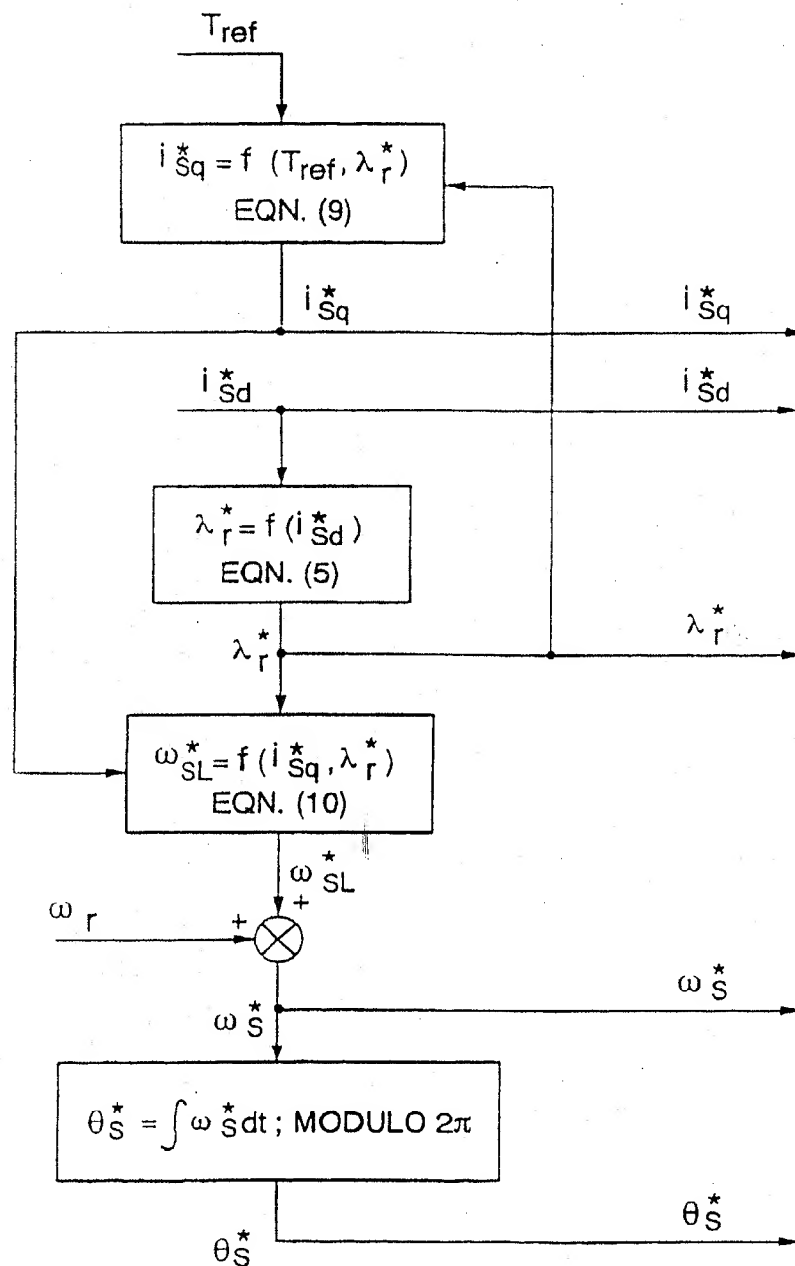 T_ref
i*_Sq = f (T_ref, λ*_r)
EQN. (9)
i*_Sq
i*_Sq
i*_Sd
i*_Sd
λ*_r = f (i*_Sd)
EQN. (5)
λ*_r
λ*_r
ω*_SL = f (i*_Sq, λ*_r)
EQN. (10)
ω*_SL
+
ω_r
+
ω*_S
ω*_S
θ*_S = ∫ ω*_S dt ; MODULO 2π
θ*_S
θ*_S